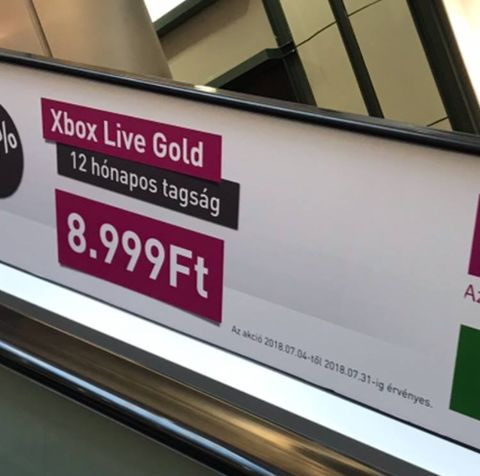 %
Xbox Live Gold
12 hónapos tagság
8.999Ft
Az akció 2018.07.04-től 2018.07.31-ig érvényes.
Az